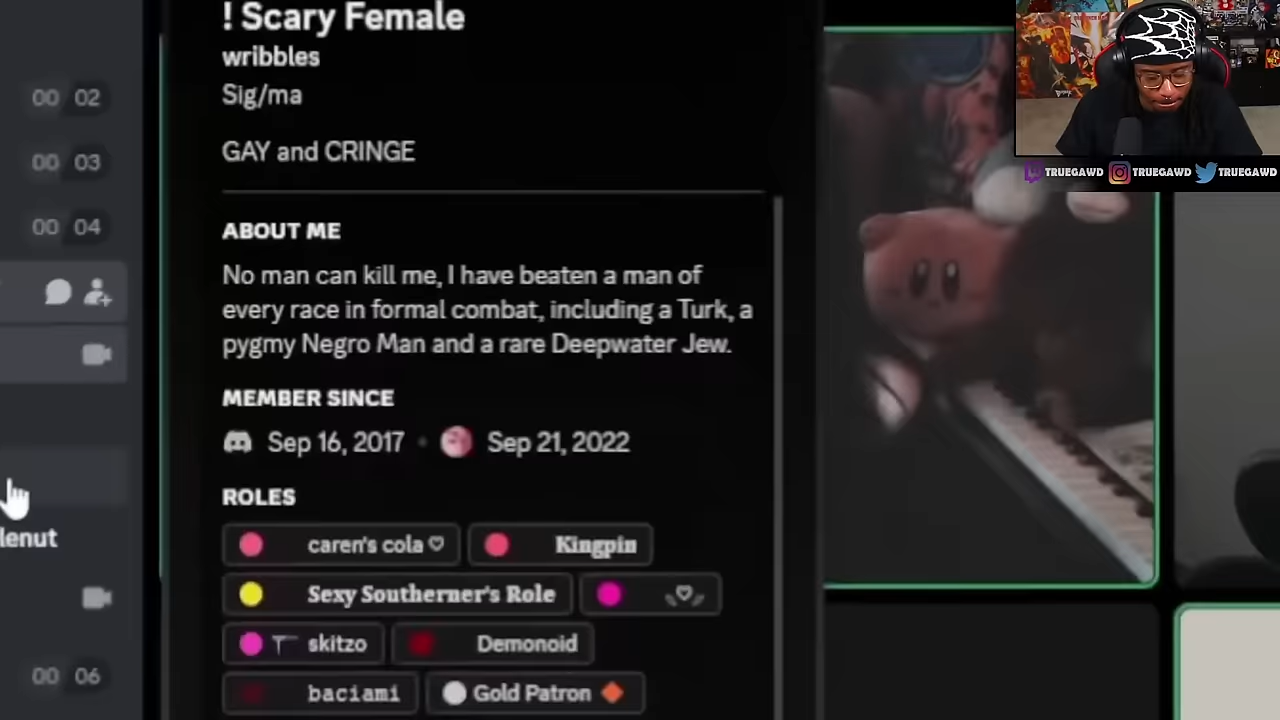 ! Scary Female
wribbles
Sig/ma
GAY and CRINGE
ABOUT ME
No man can kill me, I have beaten a man of
every race in formal combat, including a Turk, a
pygmy Negro Man and a rare Deepwater Jew.
MEMBER SINCE
Sep 16, 2017 • Sep 21, 2022
ROLES
caren's cola ♡ Kingpin
Sexy Southerner's Role
skitzo Demonoid
baciami Gold Patron
00 02
00 03
00 04
lenut
00 06
TRUEGAWD TRUEGAWD TRUEGAWD